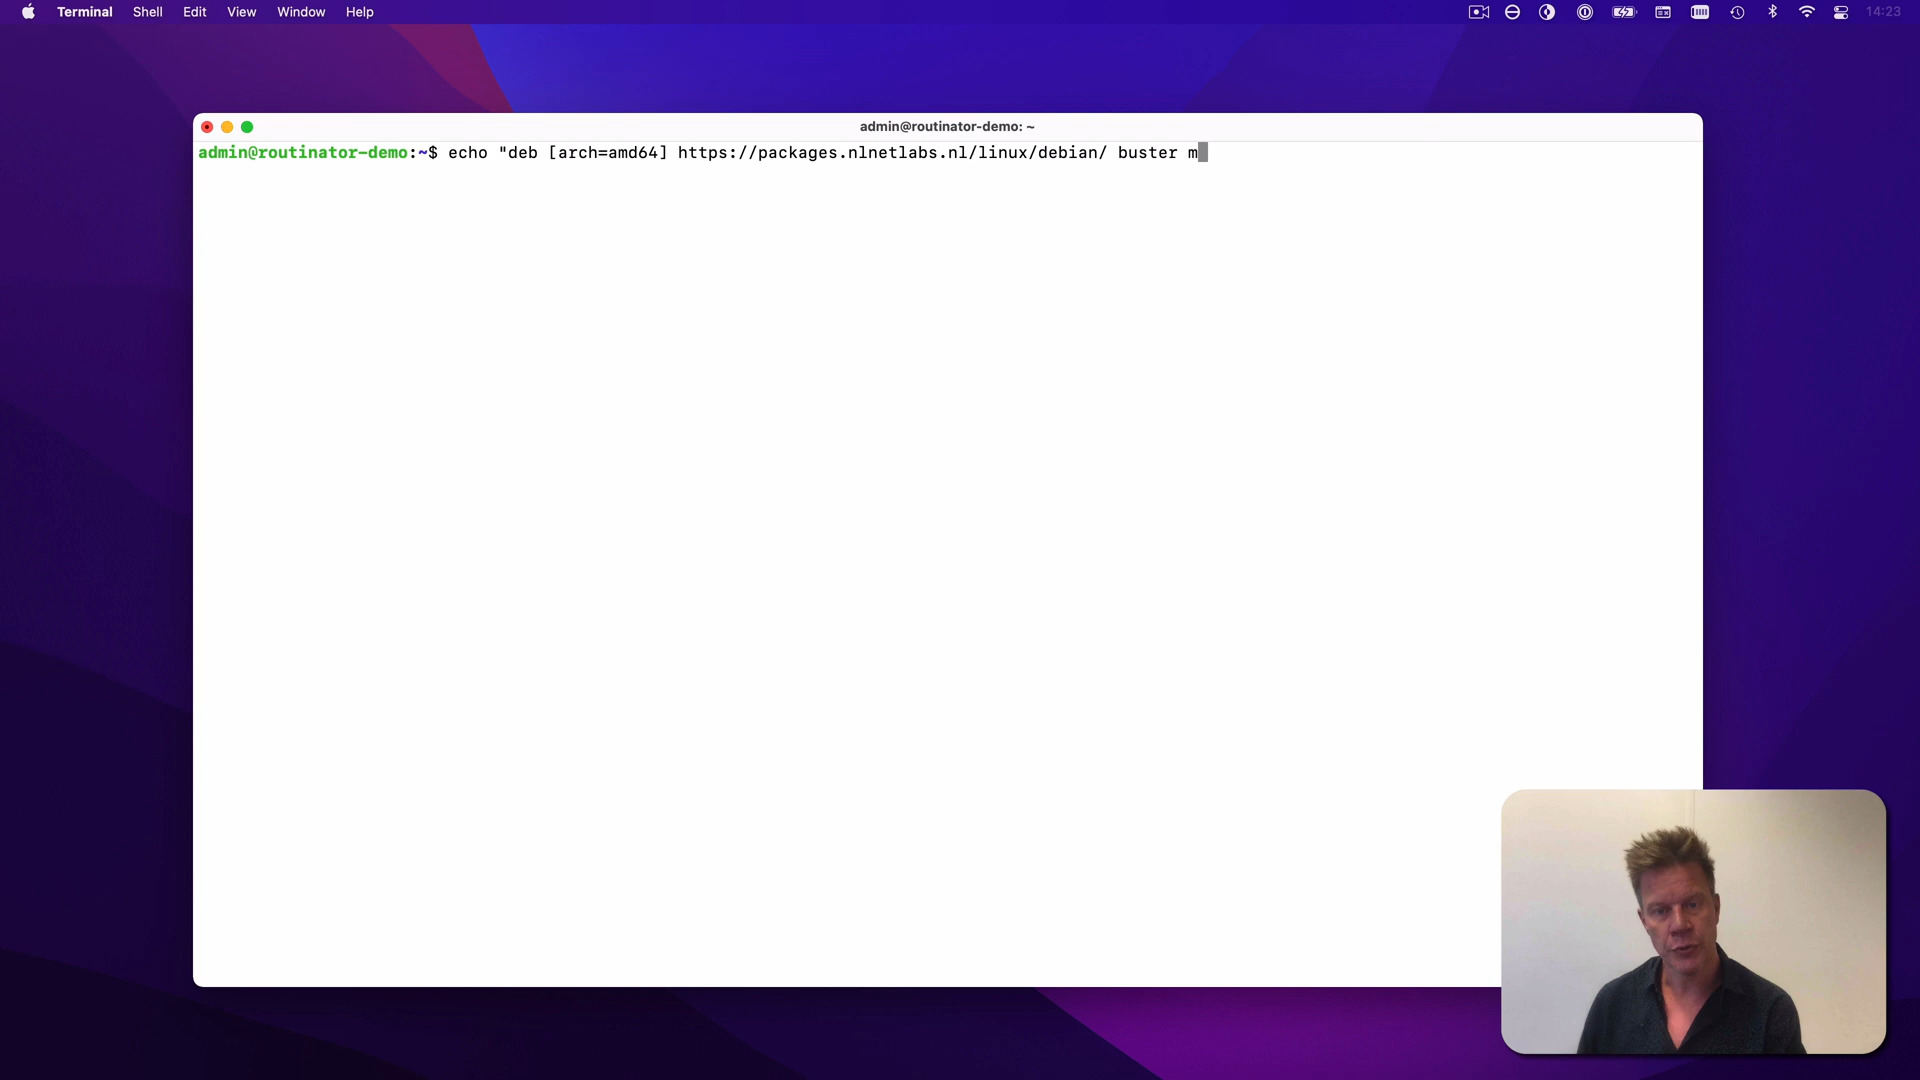 Terminal Shell Edit View Window Help 14:23
admin@routinator-demo: ~
admin@routinator-demo:~$ echo "deb [arch=amd64] https://packages.nlnetlabs.nl/linux/debian/ buster m